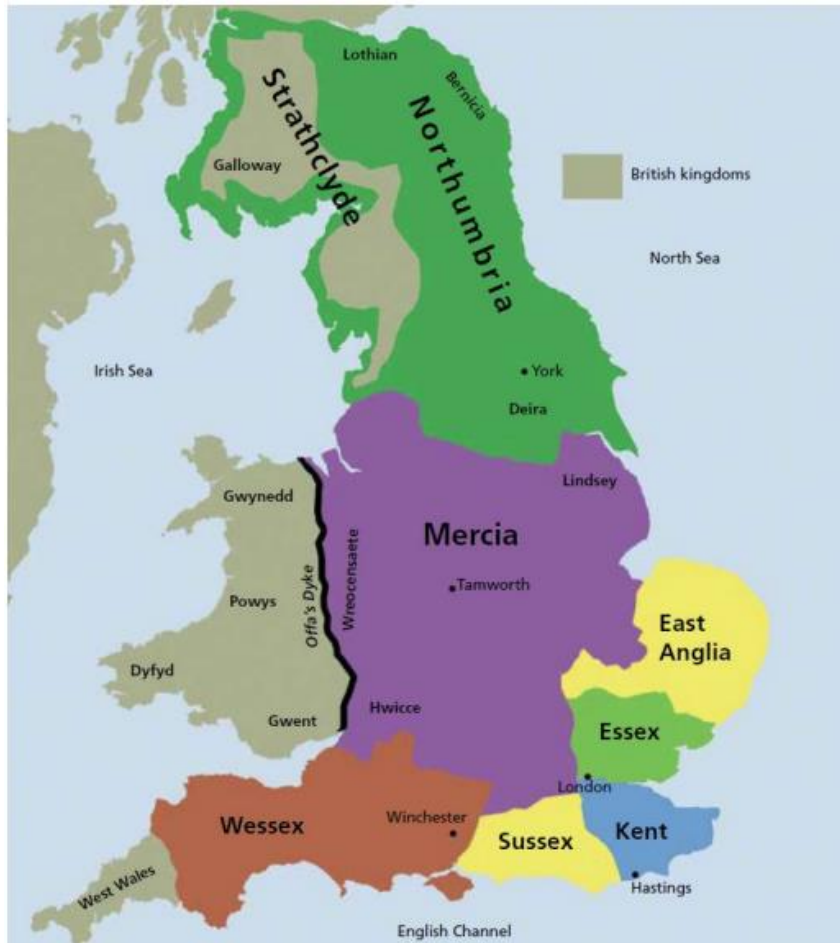 Lothian
Bernicia
Strathclyde
Northumbria
Galloway
British kingdoms
North Sea
Irish Sea
York
Deira
Lindsey
Gwynedd
Mercia
Offa's Dyke
Wreocensaete
Tamworth
Powys
East
Anglia
Dyfyd
Hwicce
Gwent
Essex
London
Wessex
Winchester
Sussex
Kent
West Wales
Hastings
English Channel